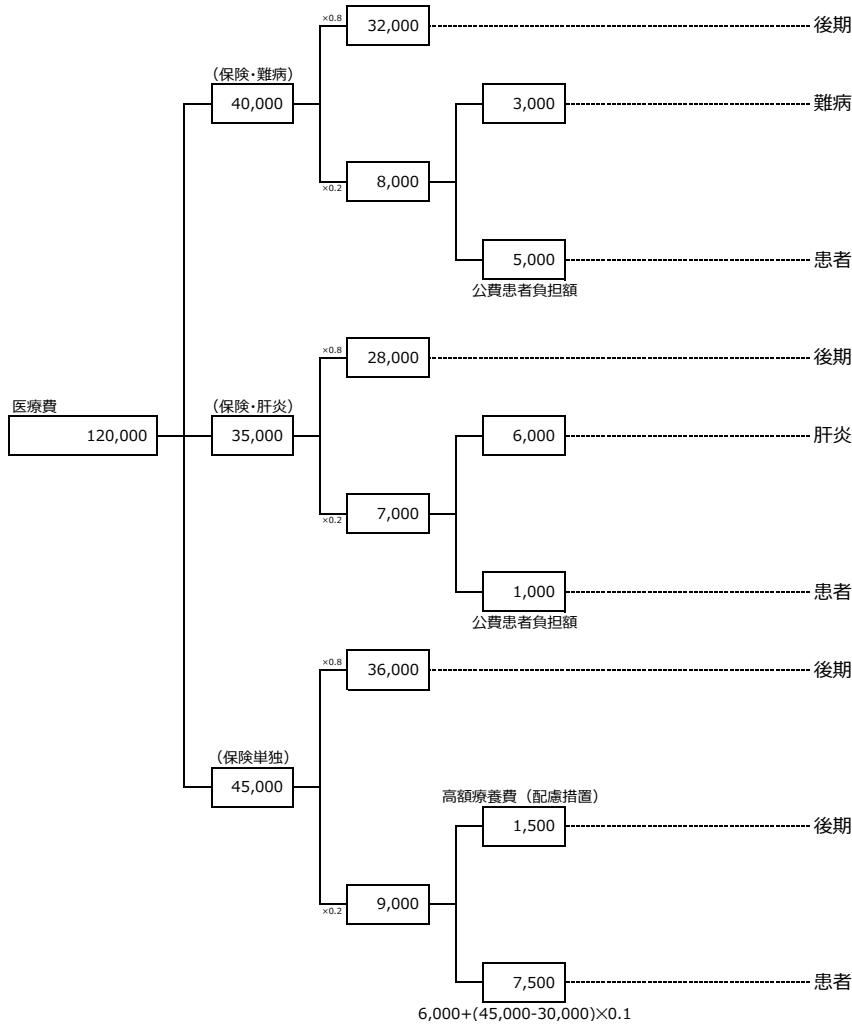 ×0.8
32,000
後期
(保険・難病)
40,000
3,000
難病
×0.2
8,000
5,000
患者
公費患者負担額
×0.8
28,000
後期
医療費
120,000
(保険・肝炎)
35,000
6,000
肝炎
×0.2
7,000
1,000
患者
公費患者負担額
×0.8
36,000
後期
(保険単独)
45,000
高額療養費(配慮措置)
1,500
後期
×0.2
9,000
7,500
患者
6,000+(45,000-30,000)×0.1